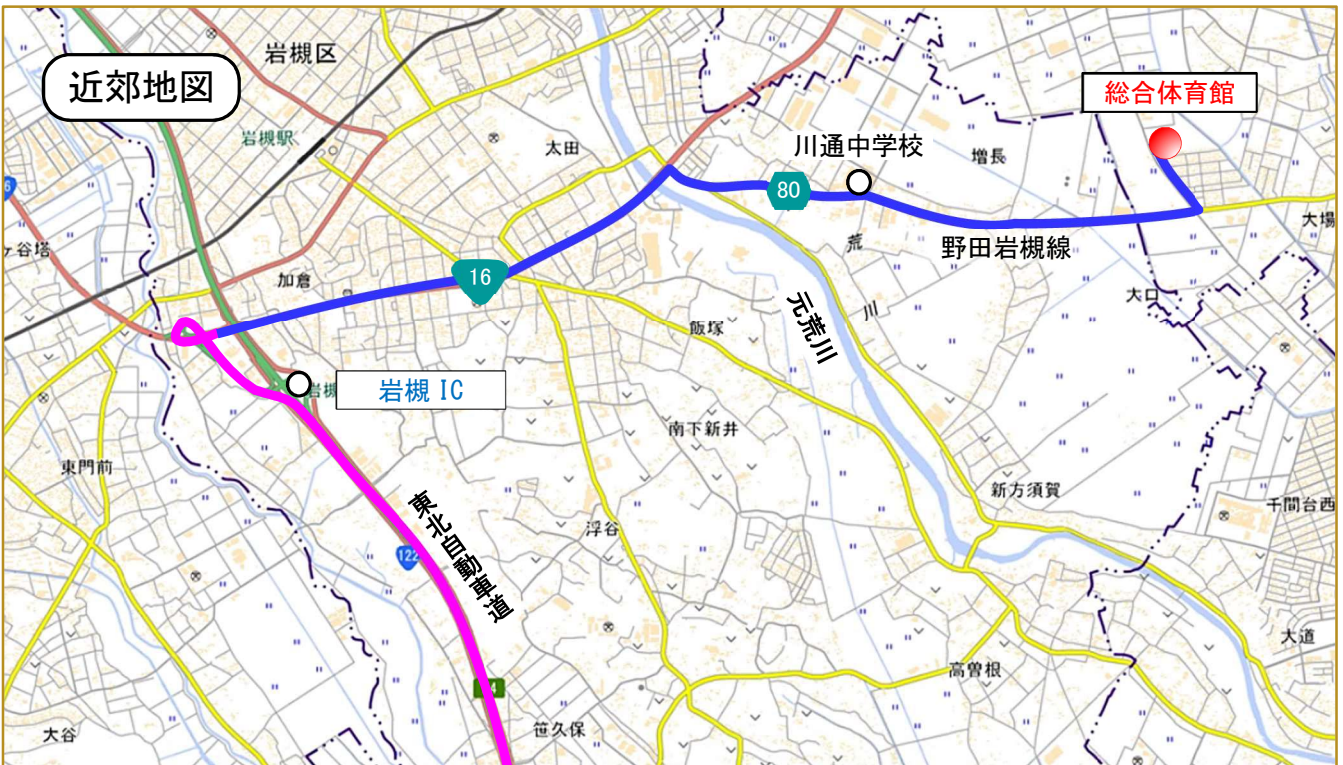 岩槻区
近郊地図
総合体育館
岩槻駅
太田
川通中学校
増長
80
6
大場
ヶ谷塔
加倉
16
荒
野田岩槻線
大口
川
元荒川
飯塚
岩槻
岩槻 IC
南下新井
東門前
新方須賀
千間台西
浮谷
東北自動車道
122
大道
高曽根
笹久保
大谷